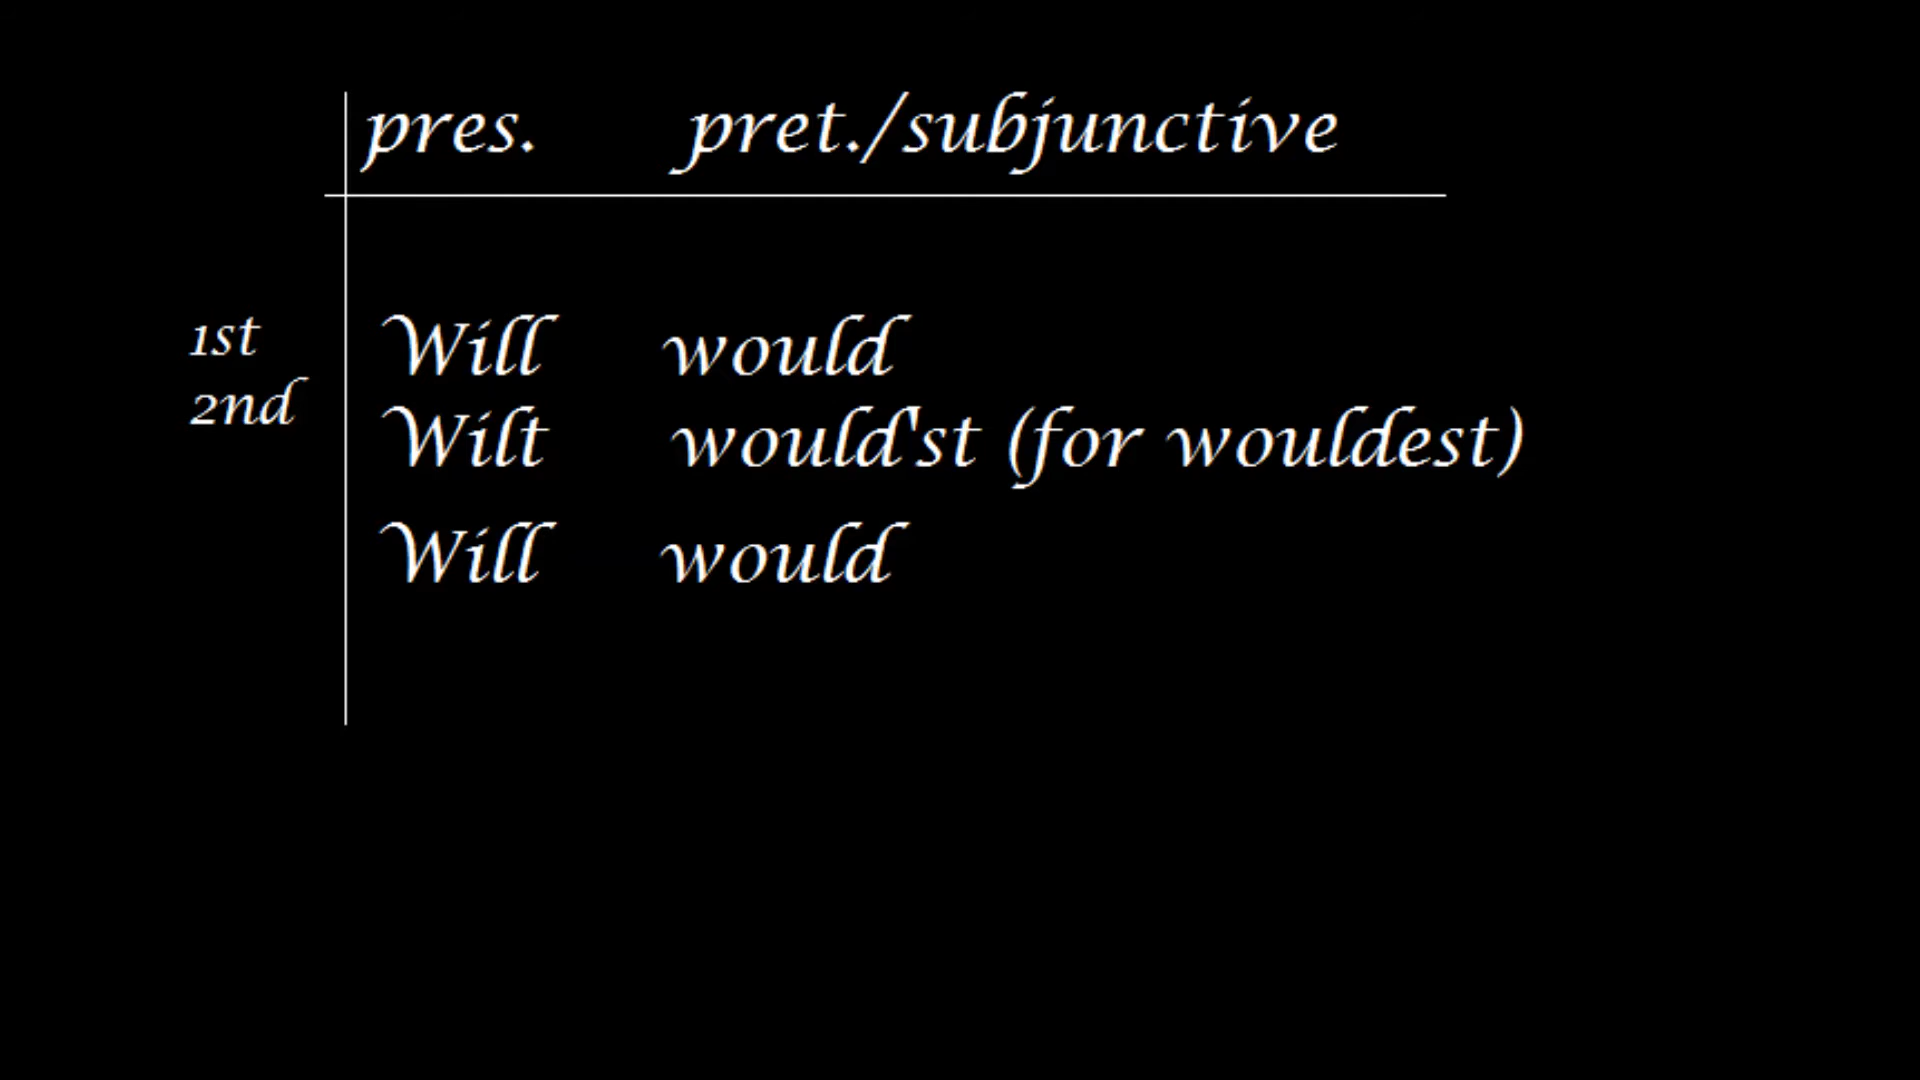 pres. pret./subjunctive
1st Will would
2nd Wilt would'st (for wouldest)
Will would